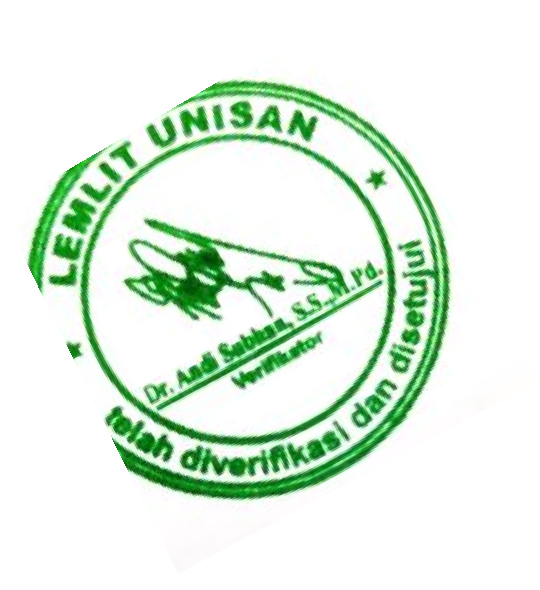 LEMLIT UNISAN
Dr. Andi Subhan, S.S., M.Pd.
Verifikator
telah diverifikasi dan disetujui